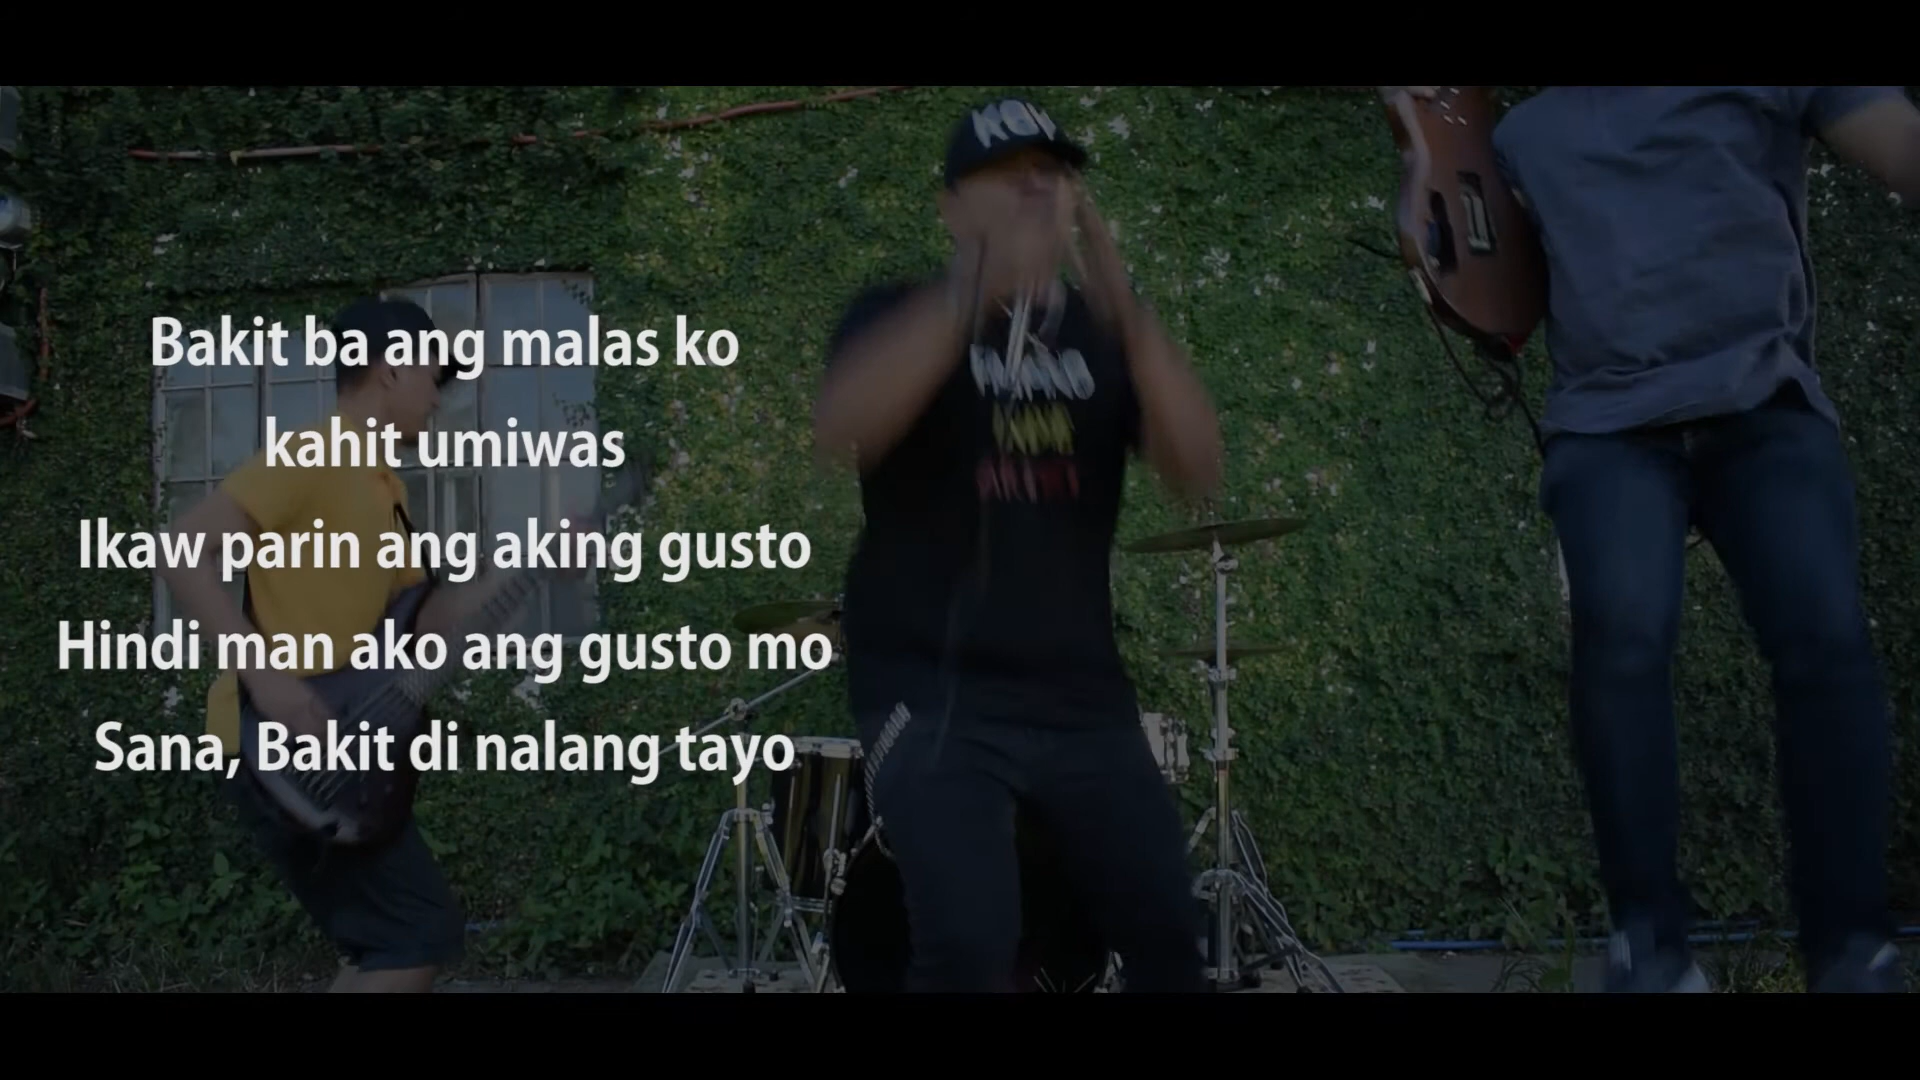 Bakit ba ang malas ko
kahit umiwas
Ikaw parin ang aking gusto
Hindi man ako ang gusto mo
Sana, Bakit di nalang tayo